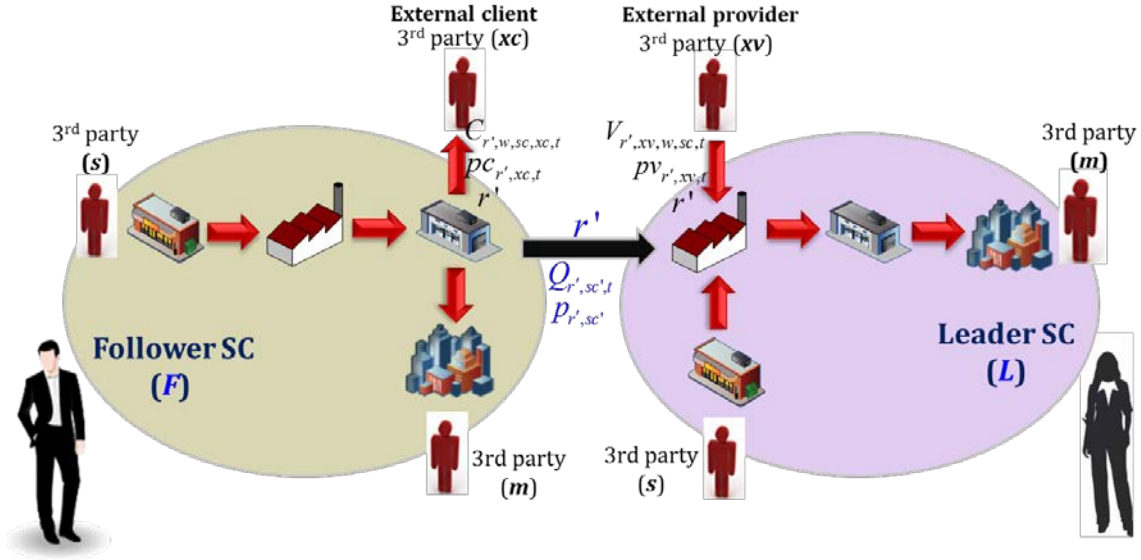 External client
3rd party (xc)
External provider
3rd party (xv)
3rd party
(s)
C_{r',w,sc,xc,t}
pc_{r',xc,t}
r'
V_{r',xv,w,sc,t}
pv_{r',xv,t}
r'
3rd party
(m)
r'
Q_{r',sc',t}
p_{r',sc'}
Follower SC
(F)
Leader SC
(L)
3rd party
(m)
3rd party
(s)